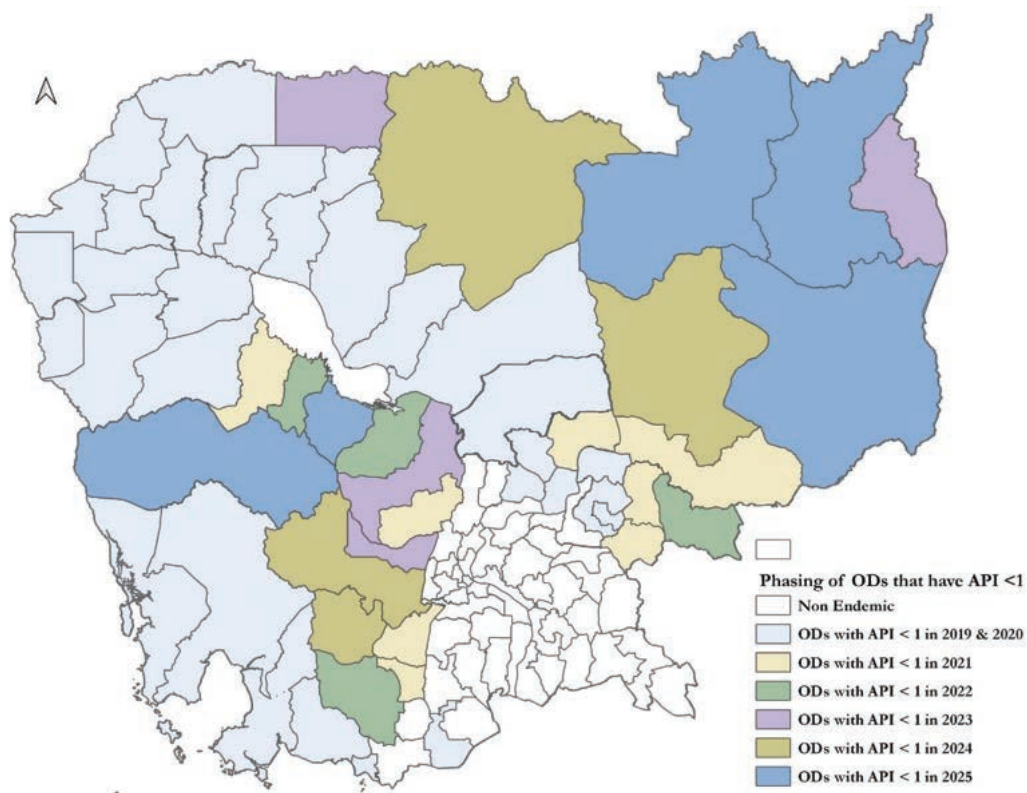 Phasing of ODs that have API <1
Non Endemic
ODs with API < 1 in 2019 & 2020
ODs with API < 1 in 2021
ODs with API < 1 in 2022
ODs with API < 1 in 2023
ODs with API < 1 in 2024
ODs with API < 1 in 2025